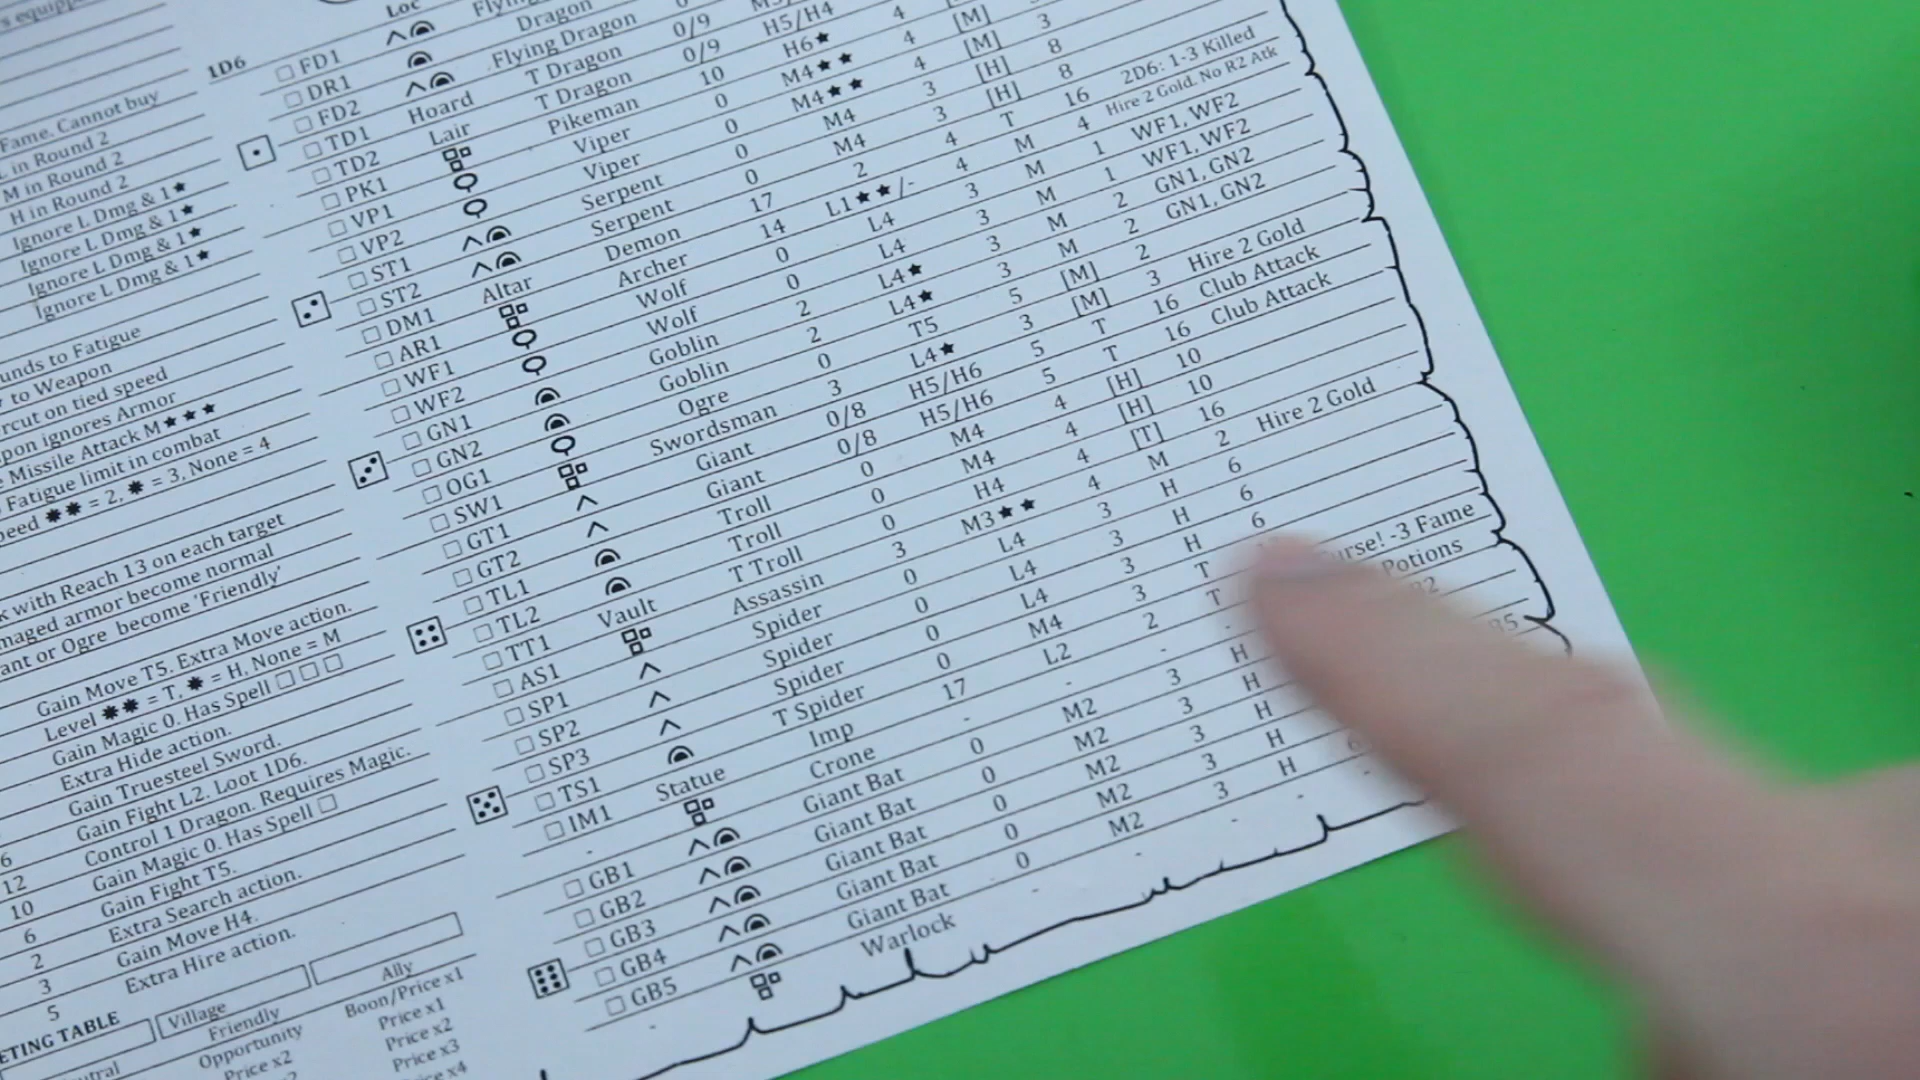 s equipp
Fame. Cannot buy
L in Round 2
M in Round 2
H in Round 2
Ignore L Dmg & 1★
Ignore L Dmg & 1★
Ignore L Dmg & 1★
Ignore L Dmg & 1★
unds to Fatigue
to Weapon
rcut on tied speed
pon ignores Armor
Missile Attack M★★★
Fatigue limit in combat
peed ✸✸ = 2, ✸ = 3, None = 4
k with Reach 13 on each target
maged armor become normal
ant or Ogre become 'Friendly'
Gain Move T5. Extra Move action.
Level ✸✸ = T, ✸ = H, None = M
Gain Magic 0. Has Spell □ □ □
Extra Hide action.
Gain Truesteel Sword.
Gain Fight L2. Loot 1D6.
6 Control 1 Dragon. Requires Magic.
12 Gain Magic 0. Has Spell □
10 Gain Fight T5.
6 Extra Search action.
2 Gain Move H4.
3 Extra Hire action.
5
ETING TABLE
Village Ally
utral Friendly Boon/Price x1
Opportunity Price x1
Price x2 Price x2
Price x3
Price x4
1D6 Loc
□ FD1 Flying
□ DR1 Dragon
□ FD2 Flying Dragon
□ TD1 Hoard T Dragon 0/9
□ TD2 Lair T Dragon 0/9 H5/H4
□ PK1 Pikeman 10 H6★ 4
□ VP1 Viper 0 M4★★ 4 [M]
□ VP2 Viper 0 M4★★ 4 [M] 3
□ ST1 Serpent 0 M4 3 [H] 8
□ ST2 Serpent 0 M4 3 [H] 8
□ DM1 Altar Demon 17 2 4 T 16 2D6: 1-3 Killed
□ AR1 Archer 14 L1★★/- 4 M 4 Hire 2 Gold. No R2 Atk
□ WF1 Wolf 0 L4 3 M 1 WF1, WF2
□ WF2 Wolf 0 L4 3 M 1 WF1, WF2
□ GN1 Goblin 2 L4★ 3 M 2 GN1, GN2
□ GN2 Goblin 2 L4★ 3 M 2 GN1, GN2
□ OG1 Ogre 0 T5 5 [M] 2
□ SW1 Swordsman 3 L4★ 3 [M] 3 Hire 2 Gold
□ GT1 Giant 0/8 H5/H6 5 T 16 Club Attack
□ GT2 Giant 0/8 H5/H6 5 T 16 Club Attack
□ TL1 Troll 0 M4 4 [H] 10
□ TL2 Troll 0 M4 4 [H] 10
□ TT1 Vault T Troll 0 H4 4 [T] 16
□ AS1 Assassin 3 M3★★ 4 M 2 Hire 2 Gold
□ SP1 Spider 0 L4 3 H 6
□ SP2 Spider 0 L4 3 H 6
□ SP3 Spider 0 L4 3 H 6
□ TS1 T Spider 0 M4 3 T
□ IM1 Statue Imp 17 L2 2 T urse! -3 Fame
- Crone - - - - Potions
□ GB1 Giant Bat 0 M2 3 H
□ GB2 Giant Bat 0 M2 3 H
□ GB3 Giant Bat 0 M2 3 H
□ GB4 Giant Bat 0 M2 3 H
□ GB5 Giant Bat 0 M2 3 H 6
- Warlock - - - -